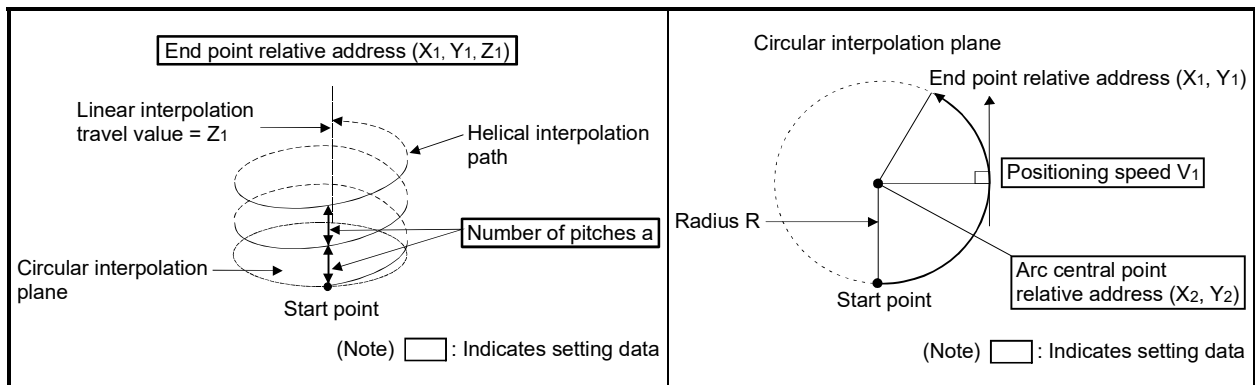 End point relative address (X1, Y1, Z1)
Linear interpolation
travel value = Z1
Helical interpolation
path
Number of pitches a
Circular interpolation
plane
Start point
(Note) : Indicates setting data
Circular interpolation plane
End point relative address (X1, Y1)
Positioning speed V1
Radius R
Arc central point
relative address (X2, Y2)
Start point
(Note) : Indicates setting data